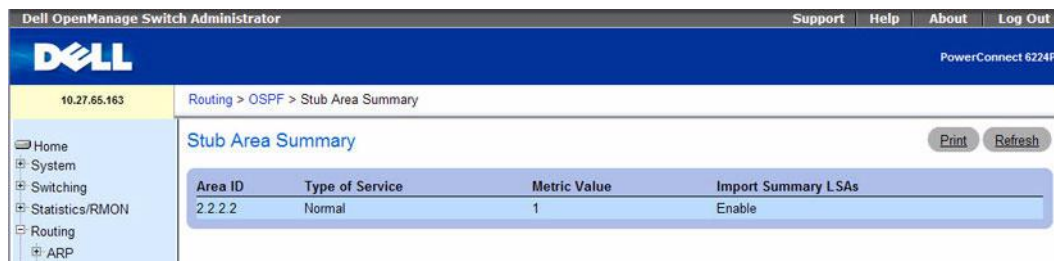 Dell OpenManage Switch Administrator Support Help About Log Out
DELL
PowerConnect 6224P
10.27.65.163
Routing > OSPF > Stub Area Summary
Home
System
Switching
Statistics/RMON
Routing
ARP
Stub Area Summary
Print Refresh
Area ID Type of Service Metric Value Import Summary LSAs
2.2.2.2 Normal 1 Enable